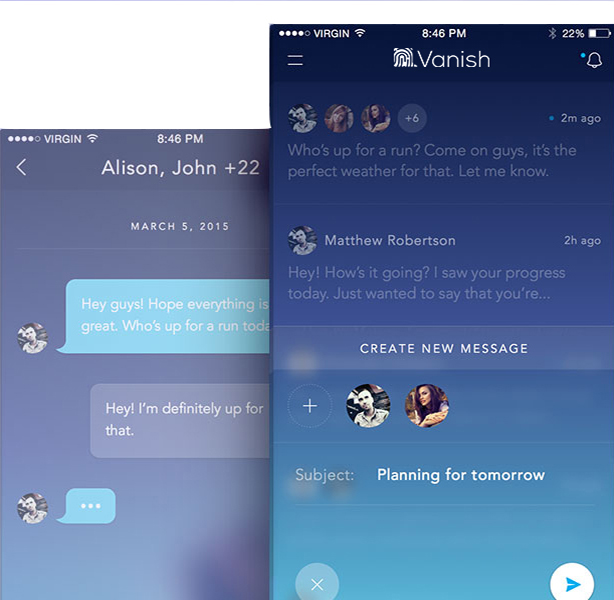 VIRGIN 8:46 PM
Alison, John +22
MARCH 5, 2015
Hey guys! Hope everything is
great. Who's up for a run toda
Hey! I'm definitely up for
that.
VIRGIN 8:46 PM 22%
Vanish
+6 2m ago
Who's up for a run? Come on guys, it's the
perfect weather for that. Let me know.
Matthew Robertson 2h ago
Hey! How's it going? I saw your progress
today. Just wanted to say that you're...
CREATE NEW MESSAGE
Subject: Planning for tomorrow